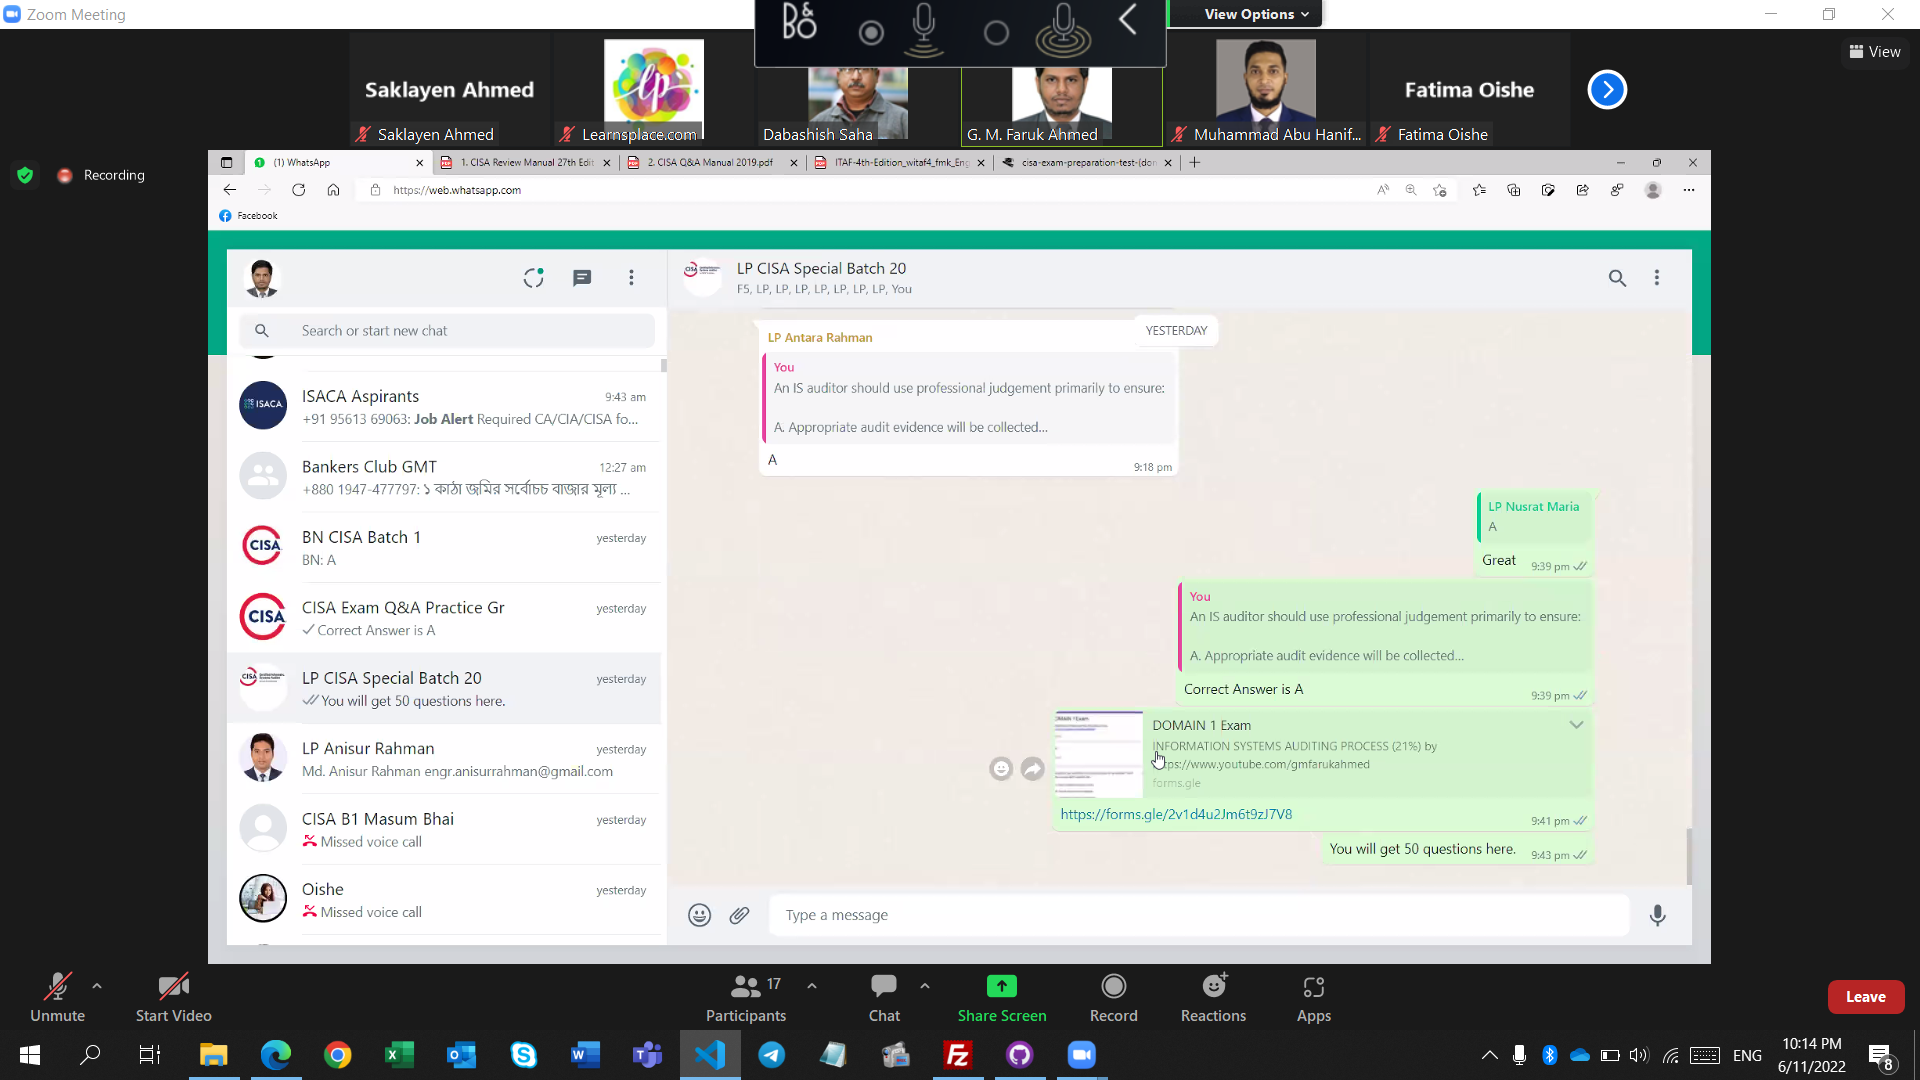 Zoom Meeting
B&O
View Options
View
Saklayen Ahmed
Fatima Oishe
lp
Saklayen Ahmed
Learnsplace.com
Dabashish Saha
G. M. Faruk Ahmed
Muhammad Abu Hanif...
Fatima Oishe
Recording
(1) WhatsApp
1. CISA Review Manual 27th Edit
2. CISA Q&A Manual 2019.pdf
ITAF-4th-Edition_witaf4_fmk_Eng
cisa-exam-preparation-test-(don
https://web.whatsapp.com
Facebook
LP CISA Special Batch 20
F5, LP, LP, LP, LP, LP, LP, LP, You
Search or start new chat
ISACA
ISACA Aspirants
9:43 am
+91 95613 69063: Job Alert Required CA/CIA/CISA fo...
Bankers Club GMT
12:27 am
+880 1947-477797: ১ কাঠা জমির সর্বোচ্চ বাজার মূল্য ...
CISA
BN CISA Batch 1
yesterday
BN: A
CISA
CISA Exam Q&A Practice Gr
yesterday
Correct Answer is A
CISA
LP CISA Special Batch 20
yesterday
You will get 50 questions here.
LP Anisur Rahman
yesterday
Md. Anisur Rahman engr.anisurrahman@gmail.com
CISA B1 Masum Bhai
yesterday
Missed voice call
Oishe
yesterday
Missed voice call
YESTERDAY
LP Antara Rahman
You
An IS auditor should use professional judgement primarily to ensure:
A. Appropriate audit evidence will be collected...
A
9:18 pm
LP Nusrat Maria
A
Great
9:39 pm
You
An IS auditor should use professional judgement primarily to ensure:
A. Appropriate audit evidence will be collected...
Correct Answer is A
9:39 pm
DOMAIN 1 Exam
INFORMATION SYSTEMS AUDITING PROCESS (21%) by
https://www.youtube.com/gmfarukahmed
forms.gle
https://forms.gle/2v1d4u2Jm6t9zJ7V8
9:41 pm
You will get 50 questions here.
9:43 pm
Type a message
Unmute
Start Video
17
Participants
Chat
Share Screen
Record
Reactions
Apps
Leave
ENG
10:14 PM
6/11/2022
8